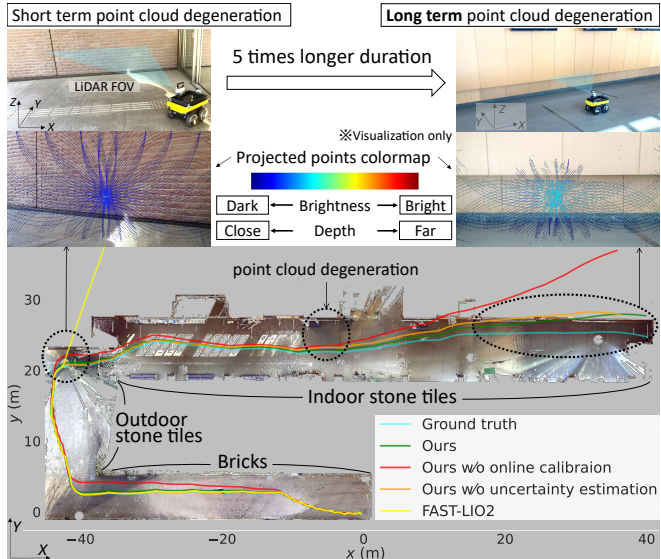 Short term point cloud degeneration
Long term point cloud degeneration
5 times longer duration
LiDAR FOV
Z
Y
X
Y
Z
X
※Visualization only
Projected points colormap
Dark Brightness Bright
Close Depth Far
point cloud degeneration
30
20
10
0
y (m)
Indoor stone tiles
Outdoor
stone tiles
Bricks
Ground truth
Ours
Ours w/o online calibraion
Ours w/o uncertainty estimation
FAST-LIO2
Y
X
−40 −20 0 20 40
x (m)